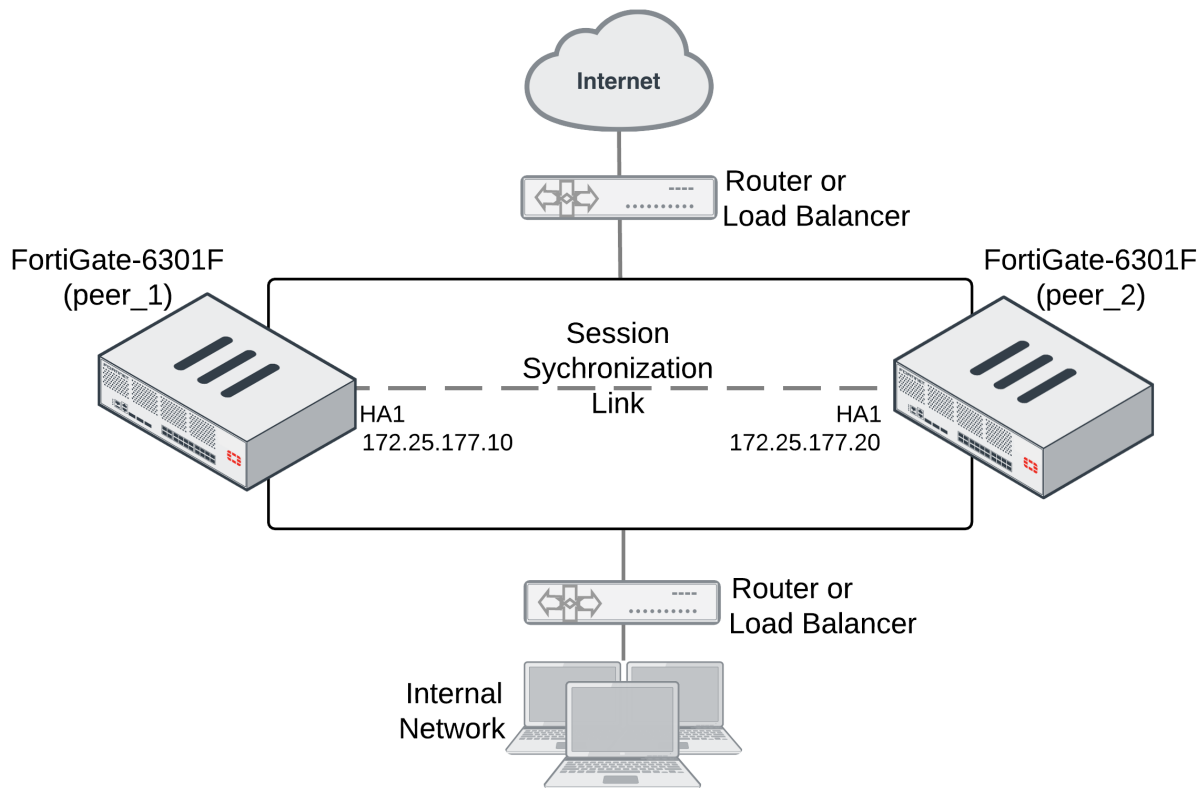 Internet
Router or
Load Balancer
FortiGate-6301F
(peer_1)
FortiGate-6301F
(peer_2)
Session
Sychronization
Link
HA1
172.25.177.10
HA1
172.25.177.20
Router or
Load Balancer
Internal
Network